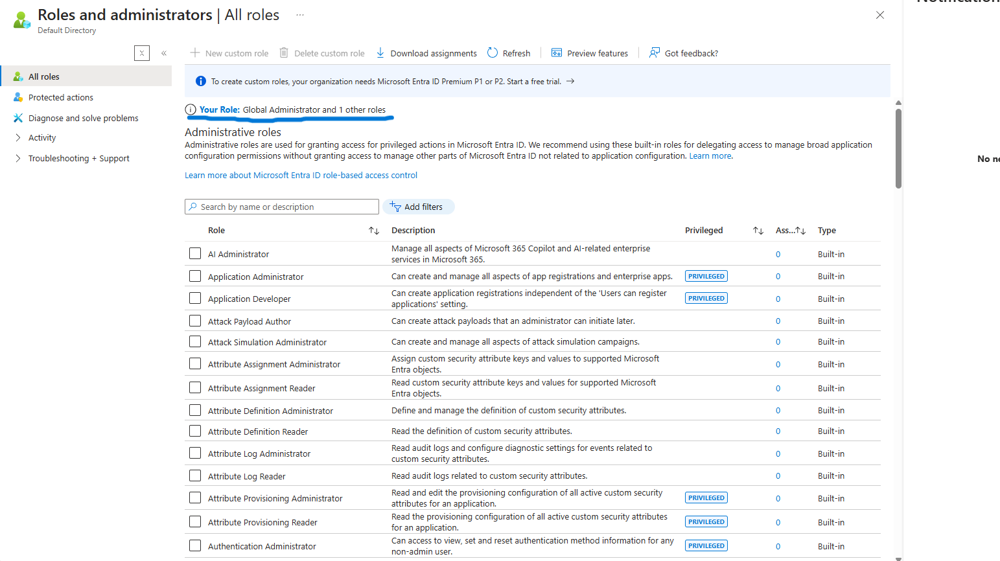 Roles and administrators | All roles ...
Default Directory
New custom role Delete custom role Download assignments Refresh Preview features Got feedback?
All roles
Protected actions
Diagnose and solve problems
Activity
Troubleshooting + Support
To create custom roles, your organization needs Microsoft Entra ID Premium P1 or P2. Start a free trial. →
Your Role: Global Administrator and 1 other roles
Administrative roles
Administrative roles are used for granting access for privileged actions in Microsoft Entra ID. We recommend using these built-in roles for delegating access to manage broad application
configuration permissions without granting access to manage other parts of Microsoft Entra ID not related to application configuration. Learn more.
Learn more about Microsoft Entra ID role-based access control
Search by name or description Add filters
Role Description Privileged Ass... Type
AI Administrator Manage all aspects of Microsoft 365 Copilot and AI-related enterprise
services in Microsoft 365. 0 Built-in
Application Administrator Can create and manage all aspects of app registrations and enterprise apps. PRIVILEGED 0 Built-in
Application Developer Can create application registrations independent of the 'Users can register
applications' setting. PRIVILEGED 0 Built-in
Attack Payload Author Can create attack payloads that an administrator can initiate later. 0 Built-in
Attack Simulation Administrator Can create and manage all aspects of attack simulation campaigns. 0 Built-in
Attribute Assignment Administrator Assign custom security attribute keys and values to supported Microsoft
Entra objects. 0 Built-in
Attribute Assignment Reader Read custom security attribute keys and values for supported Microsoft
Entra objects. 0 Built-in
Attribute Definition Administrator Define and manage the definition of custom security attributes. 0 Built-in
Attribute Definition Reader Read the definition of custom security attributes. 0 Built-in
Attribute Log Administrator Read audit logs and configure diagnostic settings for events related to
custom security attributes. 0 Built-in
Attribute Log Reader Read audit logs related to custom security attributes. 0 Built-in
Attribute Provisioning Administrator Read and edit the provisioning configuration of all active custom security
attributes for an application. PRIVILEGED 0 Built-in
Attribute Provisioning Reader Read the provisioning configuration of all active custom security attributes
for an application. PRIVILEGED 0 Built-in
Authentication Administrator Can access to view, set and reset authentication method information for any
non-admin user. PRIVILEGED 0 Built-in
No